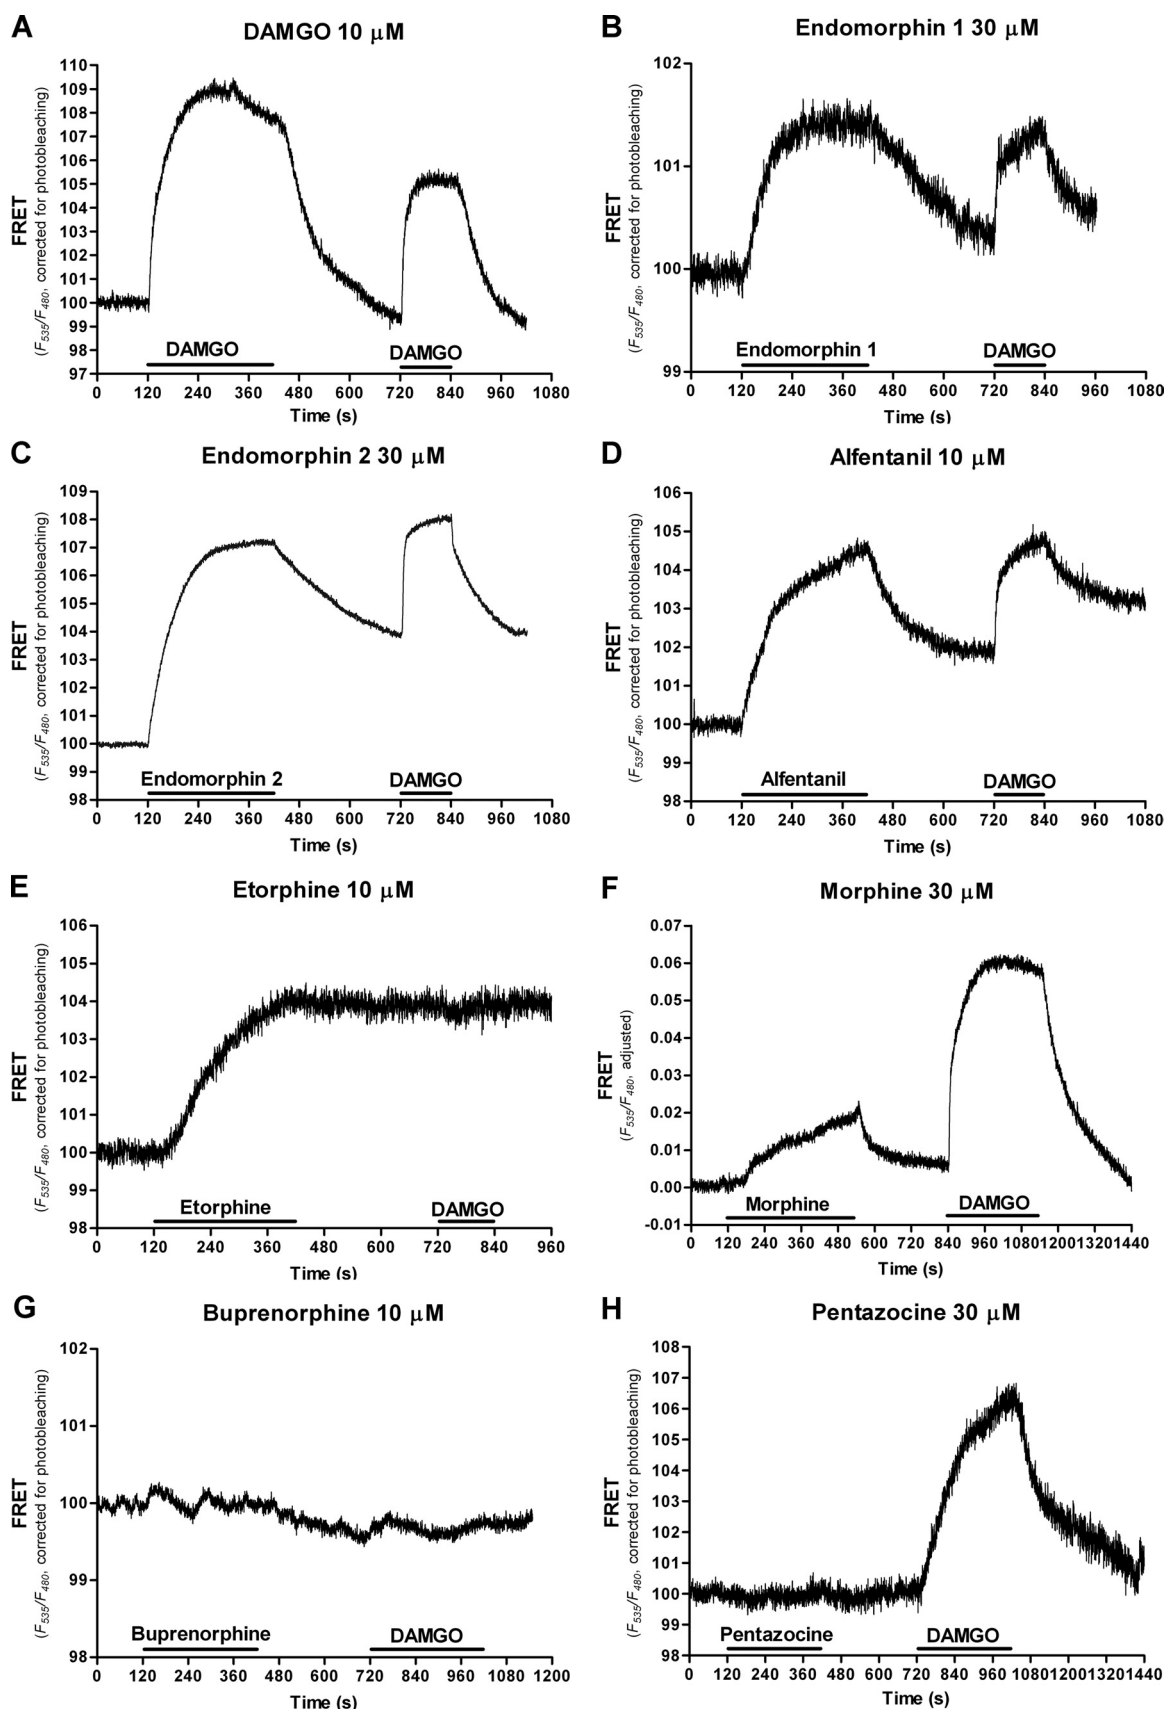 A
DAMGO 10 μM
FRET
(F535/F480, corrected for photobleaching)
110
109
108
107
106
105
104
103
102
101
100
99
98
97
DAMGO
DAMGO
0 120 240 360 480 600 720 840 960 1080
Time (s)
B
Endomorphin 1 30 μM
FRET
(F535/F480, corrected for photobleaching)
102
101
100
99
Endomorphin 1
DAMGO
0 120 240 360 480 600 720 840 960 1080
Time (s)
C
Endomorphin 2 30 μM
FRET
(F535/F480, corrected for photobleaching)
109
108
107
106
105
104
103
102
101
100
99
98
Endomorphin 2
DAMGO
0 120 240 360 480 600 720 840 960 1080
Time (s)
D
Alfentanil 10 μM
FRET
(F535/F480, corrected for photobleaching)
106
105
104
103
102
101
100
99
98
Alfentanil
DAMGO
0 120 240 360 480 600 720 840 960 1080
Time (s)
E
Etorphine 10 μM
FRET
(F535/F480, corrected for photobleaching)
106
105
104
103
102
101
100
99
98
Etorphine
DAMGO
0 120 240 360 480 600 720 840 960
Time (s)
F
Morphine 30 μM
FRET
(F535/F480, adjusted)
0.07
0.06
0.05
0.04
0.03
0.02
0.01
0.00
-0.01
Morphine
DAMGO
0 120 240 360 480 600 720 840 960 1080 1200 1320 1440
Time (s)
G
Buprenorphine 10 μM
FRET
(F535/F480, corrected for photobleaching)
102
101
100
99
98
Buprenorphine
DAMGO
0 120 240 360 480 600 720 840 960 1080 1200
Time (s)
H
Pentazocine 30 μM
FRET
(F535/F480, corrected for photobleaching)
108
107
106
105
104
103
102
101
100
99
98
Pentazocine
DAMGO
0 120 240 360 480 600 720 840 960 1080 1200 1320 1440
Time (s)